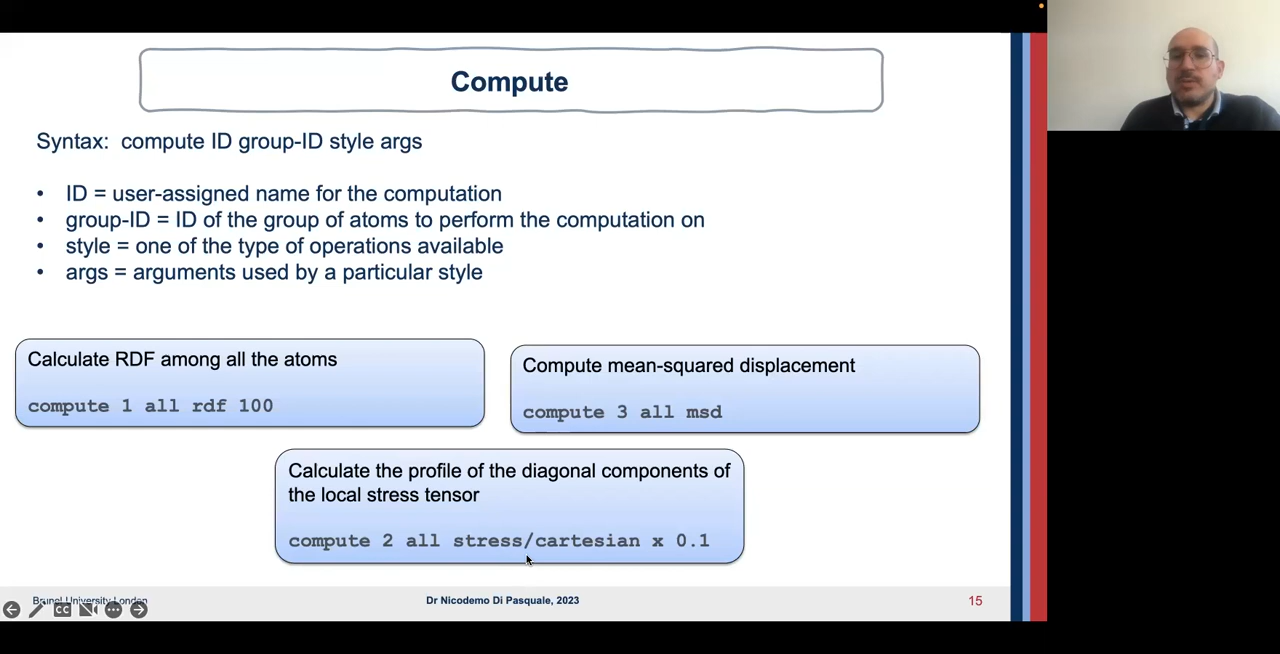 Compute
Syntax: compute ID group-ID style args
• ID = user-assigned name for the computation
• group-ID = ID of the group of atoms to perform the computation on
• style = one of the type of operations available
• args = arguments used by a particular style
Calculate RDF among all the atoms
compute 1 all rdf 100
Compute mean-squared displacement
compute 3 all msd
Calculate the profile of the diagonal components of
the local stress tensor
compute 2 all stress/cartesian x 0.1
Brunel University London
CC
Dr Nicodemo Di Pasquale, 2023
15